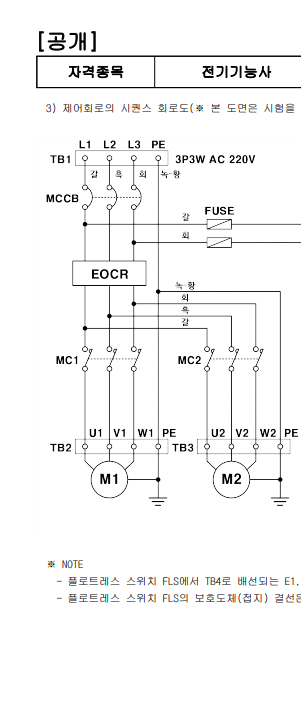 [공개]
자격종목 전기기능사
3) 제어회로의 시퀀스 회로도(※ 본 도면은 시험을
L1 L2 L3 PE
TB1 3P3W AC 220V
갈 흑 회 녹-황
MCCB
갈 FUSE
회
EOCR
녹-황
회
흑
갈
MC1 MC2
U1 V1 W1 PE U2 V2 W2 PE
TB2 TB3
M1 M2
※ NOTE
- 플로트레스 스위치 FLS에서 TB4로 배선되는 E1,
- 플로트레스 스위치 FLS의 보호도체(접지) 결선은